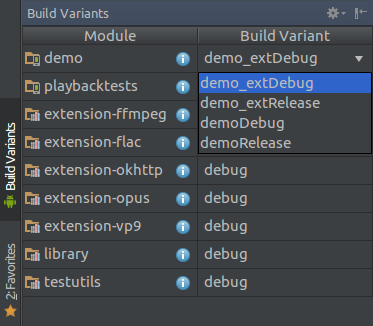 Build Variants
Module Build Variant
demo demo_extDebug
playbacktests demo_extDebug
demo_extRelease
extension-ffmpeg demoDebug
extension-flac demoRelease
extension-okhttp debug
extension-opus debug
extension-vp9 debug
library debug
testutils debug
Build Variants
2: Favorites